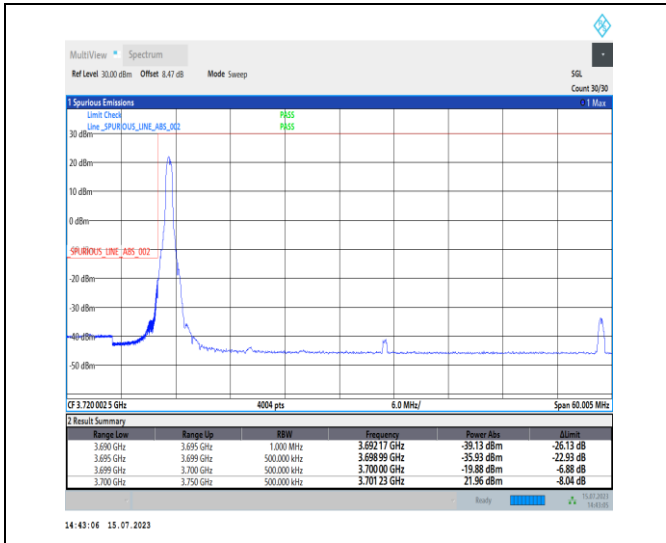 MultiView Spectrum
Ref Level 30.00 dBm Offset 8.47 dB Mode Sweep SGL
Count 30/30
1 Spurious Emissions 1 Max
Limit Check PASS
Line _SPURIOUS_LINE_ABS_002 PASS
30 dBm
20 dBm
10 dBm
0 dBm
_SPURIOUS_LINE_ABS_002
-20 dBm
-30 dBm
-40 dBm
-50 dBm
CF 3.720 002 5 GHz 4004 pts 6.0 MHz/ Span 60.005 MHz
2 Result Summary
Range Low Range Up RBW Frequency Power Abs ΔLimit
3.690 GHz 3.695 GHz 1.000 MHz 3.692 17 GHz -39.13 dBm -26.13 dB
3.695 GHz 3.699 GHz 500.000 kHz 3.698 99 GHz -35.93 dBm -22.93 dB
3.699 GHz 3.700 GHz 500.000 kHz 3.700 00 GHz -19.88 dBm -6.88 dB
3.700 GHz 3.750 GHz 500.000 kHz 3.701 23 GHz 21.96 dBm -8.04 dB
Ready 15.07.2023
14:43:05
14:43:06 15.07.2023